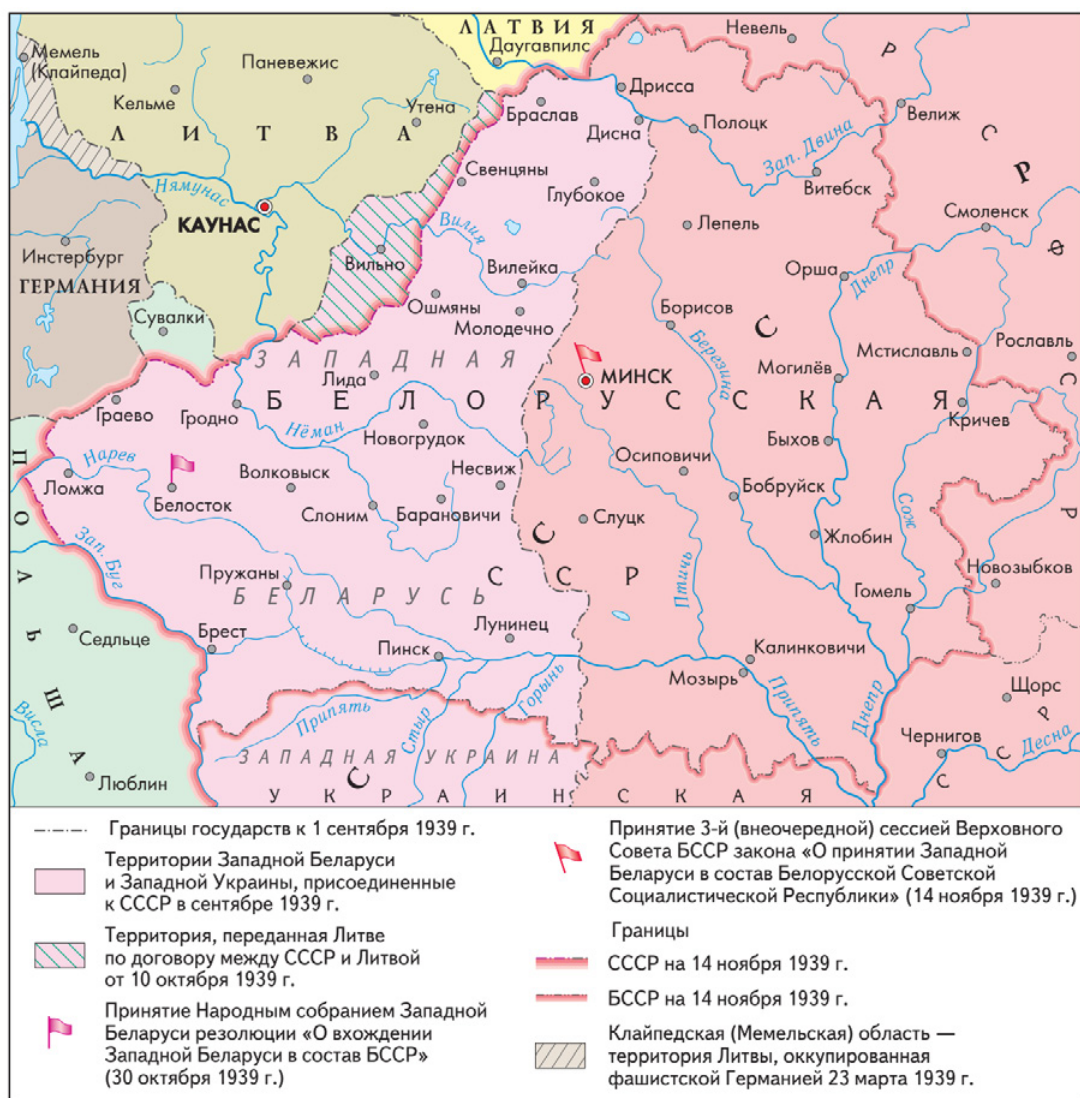 ЛАТВИЯ
Невель
Мемель
(Клайпеда)
Паневежис
Даугавпилс
Р
Кельме
Утена
Браслав
Дрисса
Велиж
ЛИТВА
Дисна
Полоцк
С
Зап. Двина
Свенцяны
Нямунас
Глубокое
Витебск
Р
КАУНАС
Вилия
Лепель
Смоленск
Инстербург
Вильно
Вилейка
Орша
Днепр
Ф
ГЕРМАНИЯ
Ошмяны
Сувалки
Молодечно
Борисов
Березина
С
ЗАПАДНАЯ
Мстиславль
Рославль
Лида
МИНСК
Могилёв
С
Граево
Гродно
БЕЛОРУССКАЯ
Кричев
Нёман
Новогрудок
Быхов
Нарев
Осиповичи
П
О
Л
Ь
Ш
А
Ломжа
Белосток
Волковыск
Несвиж
Слоним
Барановичи
Бобруйск
Сож
Слуцк
Жлобин
С
Зап. Буг
Пружаны
ССР
Птичь
Новозыбков
БЕЛАРУСЬ
Гомель
Седльце
Брест
Лунинец
Пинск
Калинковичи
Мозырь
Горынь
Щорс
Припять
Стыр
Припять
Днепр
Р
Висла
ЗАПАДНАЯ УКРАИНА
Чернигов
Десна
С
С
С
Люблин
УКРАИНСКАЯ
Границы государств к 1 сентября 1939 г.
Территории Западной Беларуси
и Западной Украины, присоединенные
к СССР в сентябре 1939 г.
Территория, переданная Литве
по договору между СССР и Литвой
от 10 октября 1939 г.
Принятие Народным собранием Западной
Беларуси резолюции «О вхождении
Западной Беларуси в состав БССР»
(30 октября 1939 г.)
Принятие 3-й (внеочередной) сессией Верховного
Совета БССР закона «О принятии Западной
Беларуси в состав Белорусской Советской
Социалистической Республики» (14 ноября 1939 г.)
Границы
СССР на 14 ноября 1939 г.
БССР на 14 ноября 1939 г.
Клайпедская (Мемельская) область —
территория Литвы, оккупированная
фашистской Германией 23 марта 1939 г.